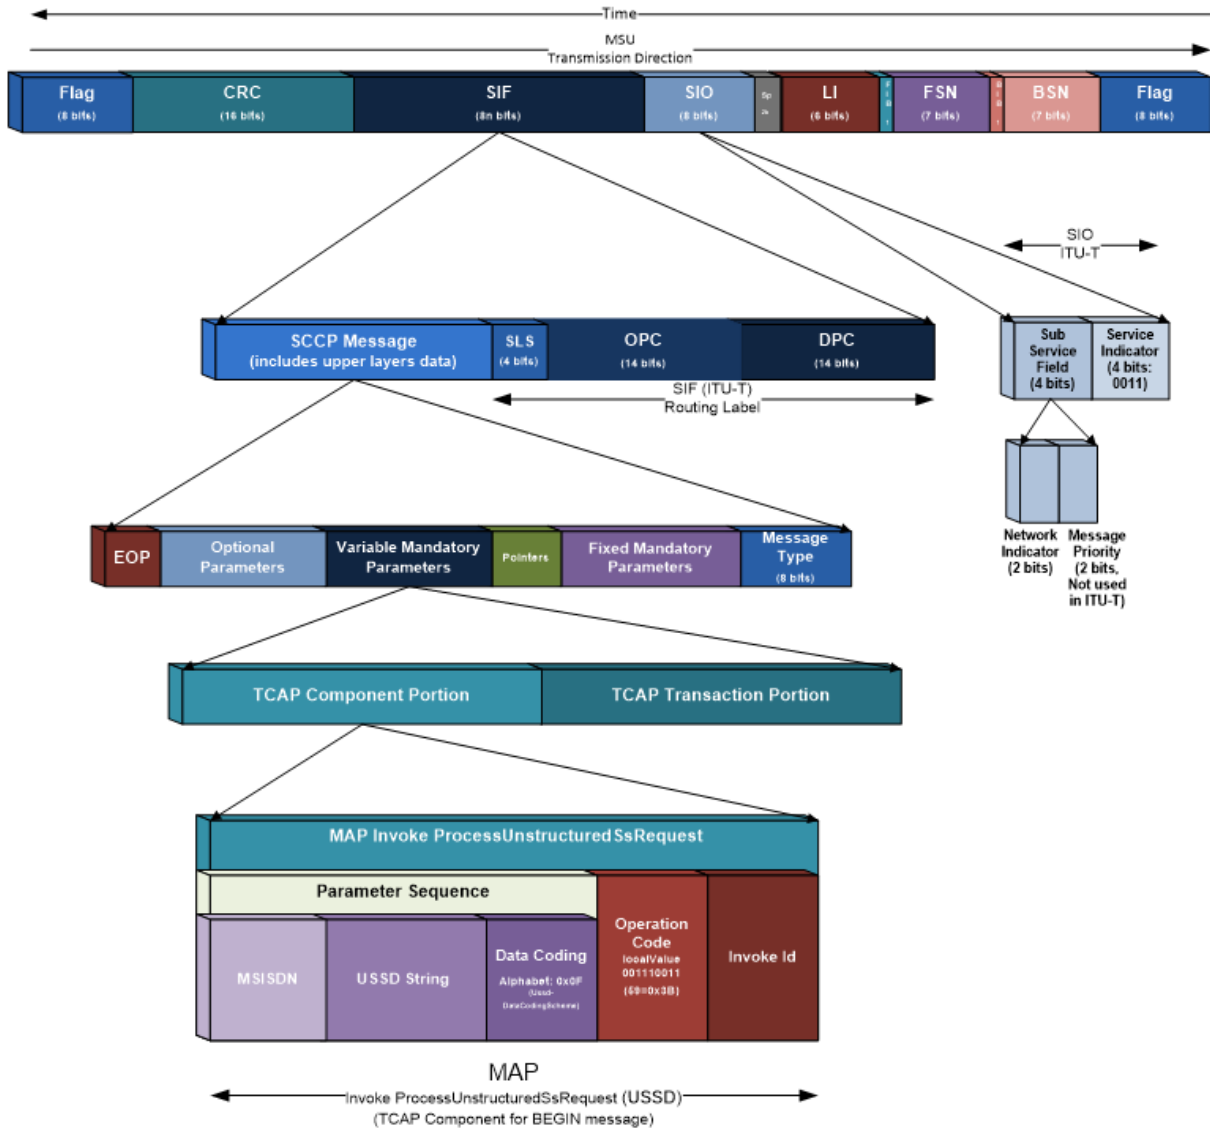 Time
MSU
Transmission Direction
Flag
(8 bits)
CRC
(16 bits)
SIF
(8n bits)
SIO
(8 bits)
Sp
2x
LI
(6 bits)
F
I
B
1
FSN
(7 bits)
B
I
B
1
BSN
(7 bits)
Flag
(8 bits)
SIO
ITU-T
SCCP Message
(includes upper layers data)
SLS
(4 bits)
OPC
(14 bits)
DPC
(14 bits)
Sub
Service
Field
(4 bits)
Service
Indicator
(4 bits:
0011)
SIF (ITU-T)
Routing Label
Network
Indicator
(2 bits)
Message
Priority
(2 bits,
Not used
in ITU-T)
EOP
Optional
Parameters
Variable Mandatory
Parameters
Pointers
Fixed Mandatory
Parameters
Message
Type
(8 bits)
TCAP Component Portion
TCAP Transaction Portion
MAP Invoke ProcessUnstructuredSsRequest
Parameter Sequence
MSISDN
USSD String
Data Coding
Alphabet: 0x0F
(Ussd-
DataCodingScheme)
Operation
Code
localValue
001110011
(59=0x3B)
Invoke Id
MAP
Invoke ProcessUnstructuredSsRequest (USSD)
(TCAP Component for BEGIN message)